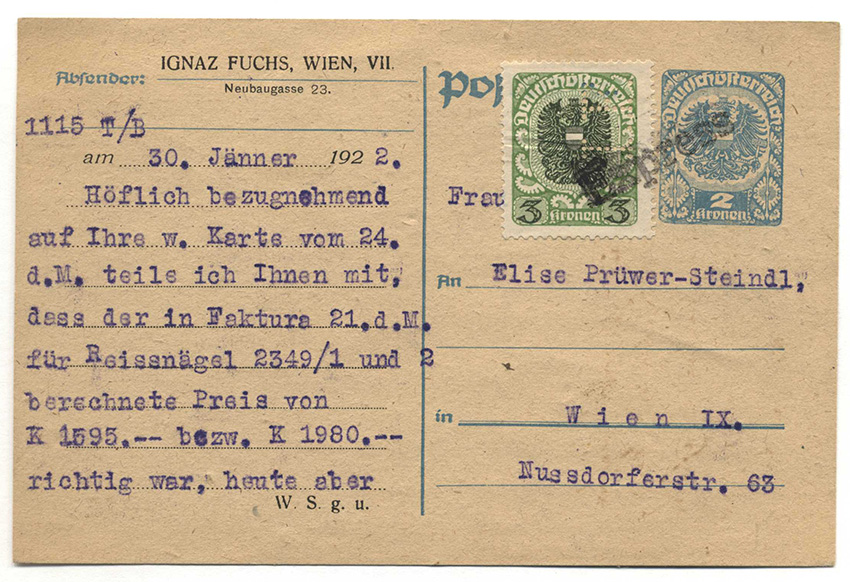 IGNAZ FUCHS, WIEN, VII.
Absender:
Neubaugasse 23.
1115 T/B
am 30. Jänner 1922.
Höflich bezugnehmend
auf Ihre w. Karte vom 24.
d.M. teile ich Ihnen mit,
dass der in Faktura 21.d.M.
für Reissnägel 2349/1 und 2
berechnete Preis von
K 1595.-- bezw. K 1980.--
richtig war, heute aber
W. S. g. u.
Deutschösterreich
3 Kronen 3
Deutschösterreich
2
Kronen
Express
Frau
An Elise Prüwer-Steindl,
in Wien IX.
Nussdorferstr. 63